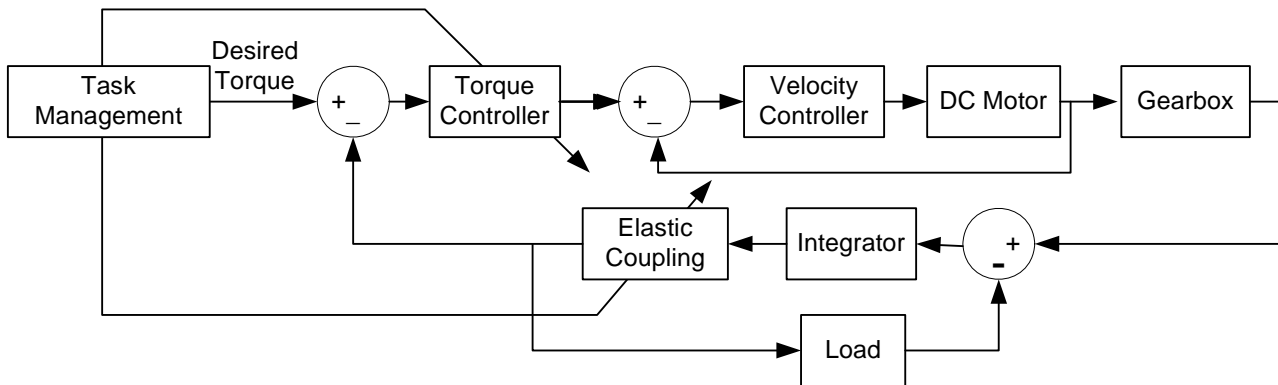 Desired
Torque
Task
Management
+
_
Torque
Controller
+
_
Velocity
Controller
DC Motor
Gearbox
Elastic
Coupling
Integrator
+
-
Load